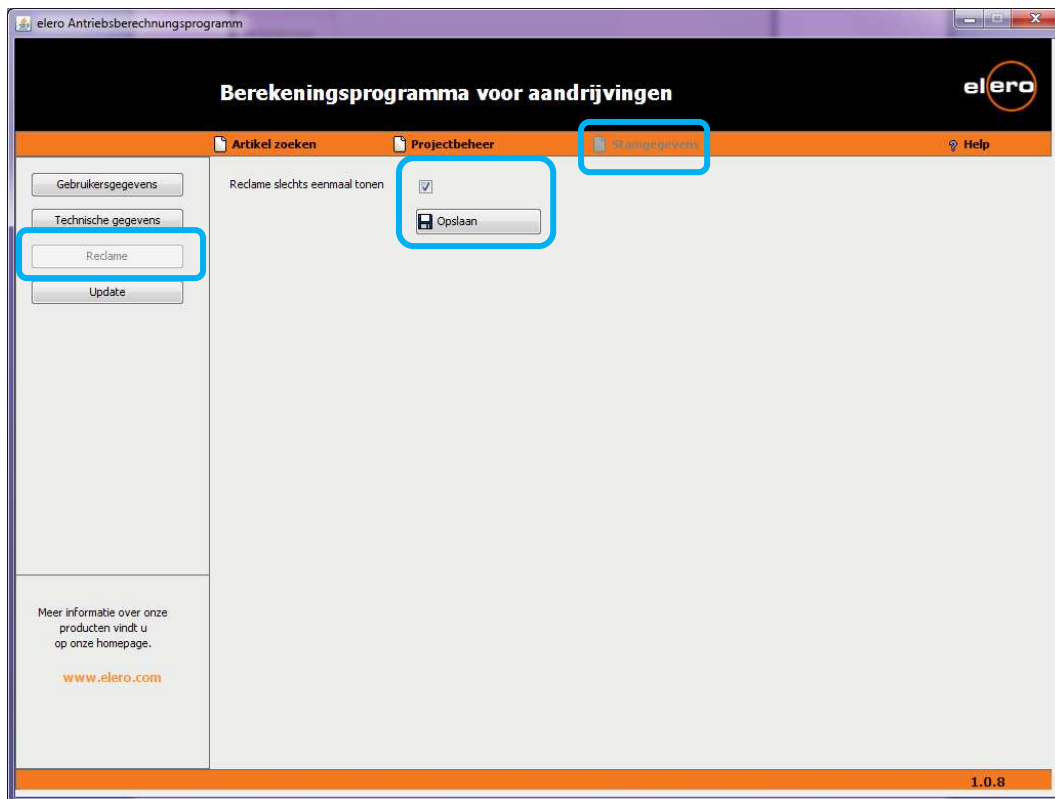 elero Antriebsberechnungsprogramm
Berekeningsprogramma voor aandrijvingen
elero
Artikel zoeken
Projectbeheer
Stamgegevens
Help
Gebruikersgegevens
Technische gegevens
Reclame
Update
Reclame slechts eenmaal tonen
Opslaan
Meer informatie over onze
producten vindt u
op onze homepage.
www.elero.com
1.0.8